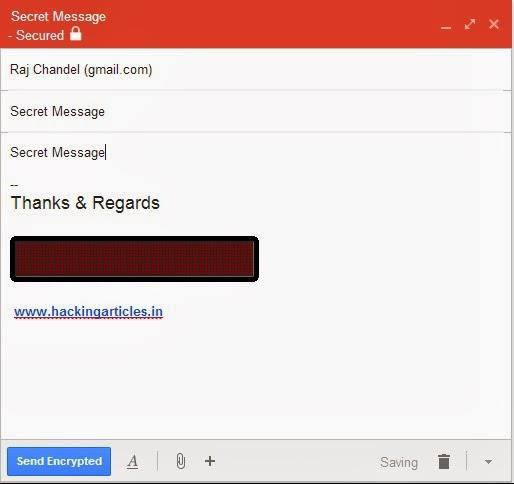 Secret Message
- Secured
Raj Chandel (gmail.com)
Secret Message
Secret Message
--
Thanks & Regards
www.hackingarticles.in
Send Encrypted A Saving